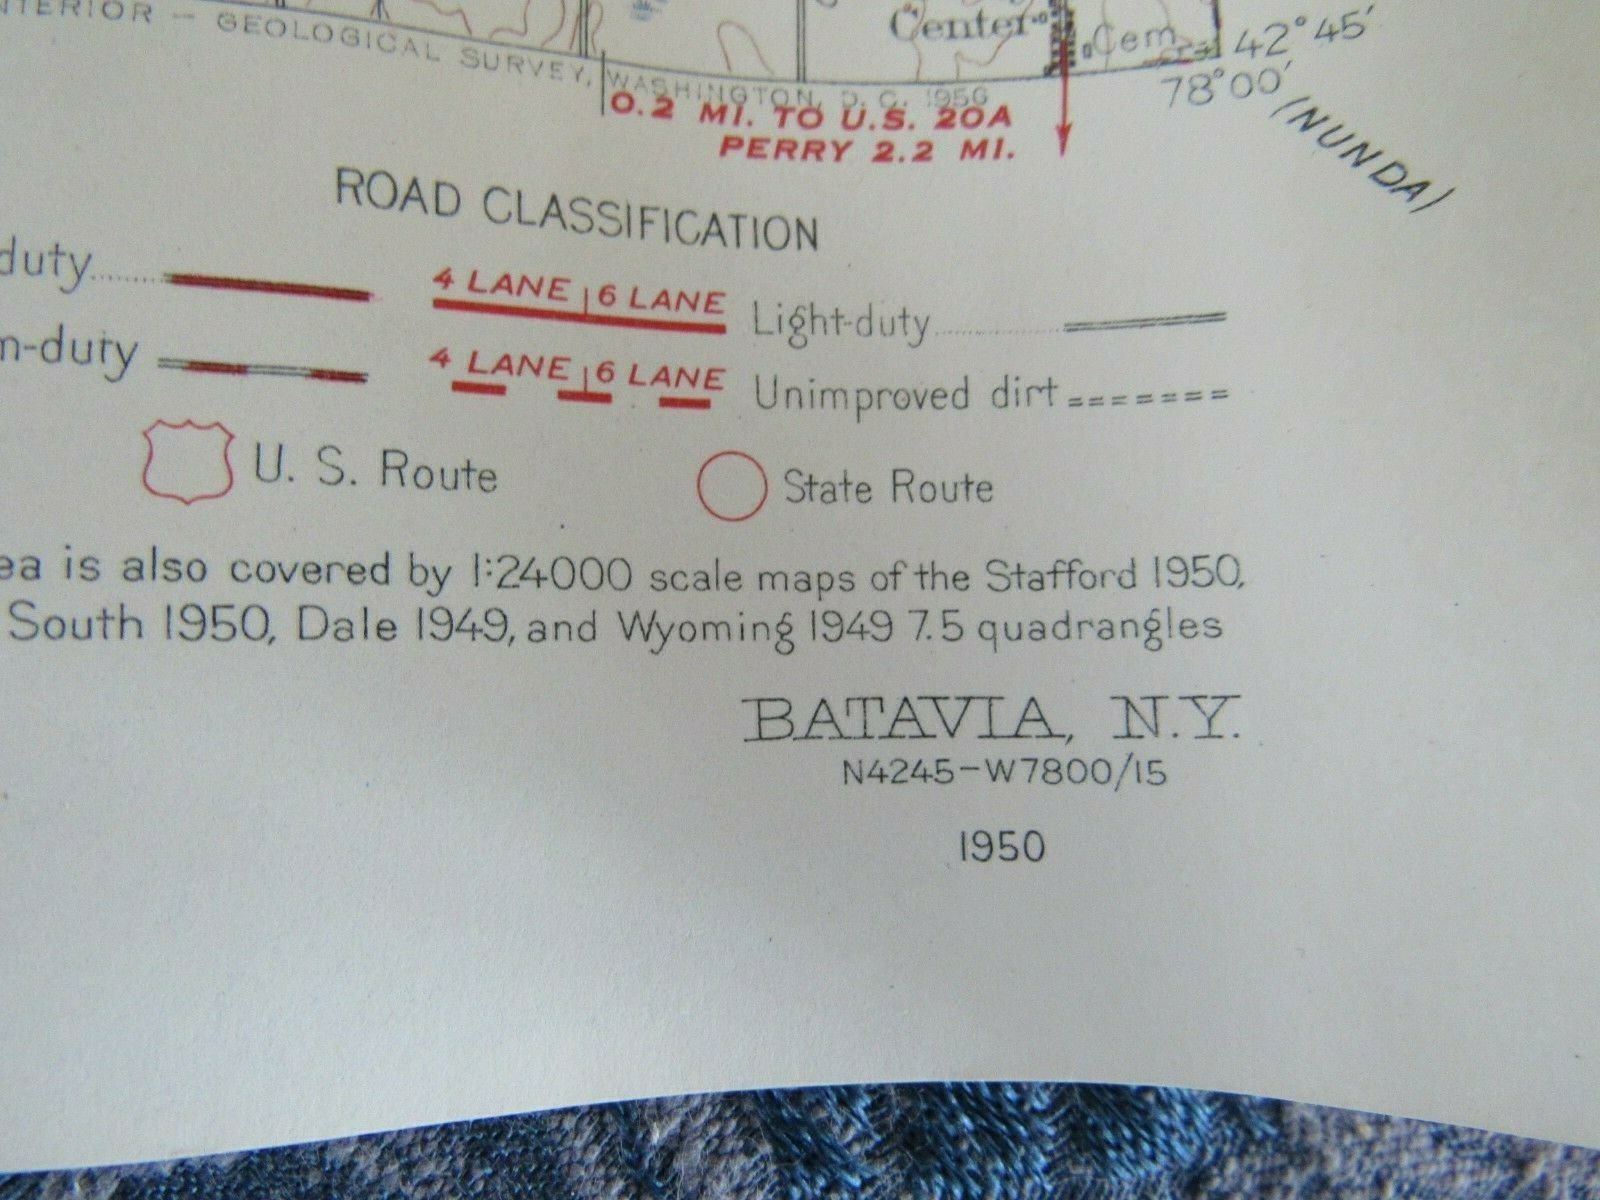 Center
Cem
42°45'
78°00'
(NUNDA)
NTERIOR — GEOLOGICAL SURVEY, WASHINGTON, D. C. 1956
0.2 MI. TO U.S. 20A
PERRY 2.2 MI.
ROAD CLASSIFICATION
duty
4 LANE | 6 LANE
Light-duty
m-duty
4 LANE | 6 LANE
Unimproved dirt
U. S. Route
State Route
ea is also covered by 1:24000 scale maps of the Stafford 1950,
South 1950, Dale 1949, and Wyoming 1949 7.5 quadrangles
BATAVIA, N.Y.
N4245-W7800/15
1950